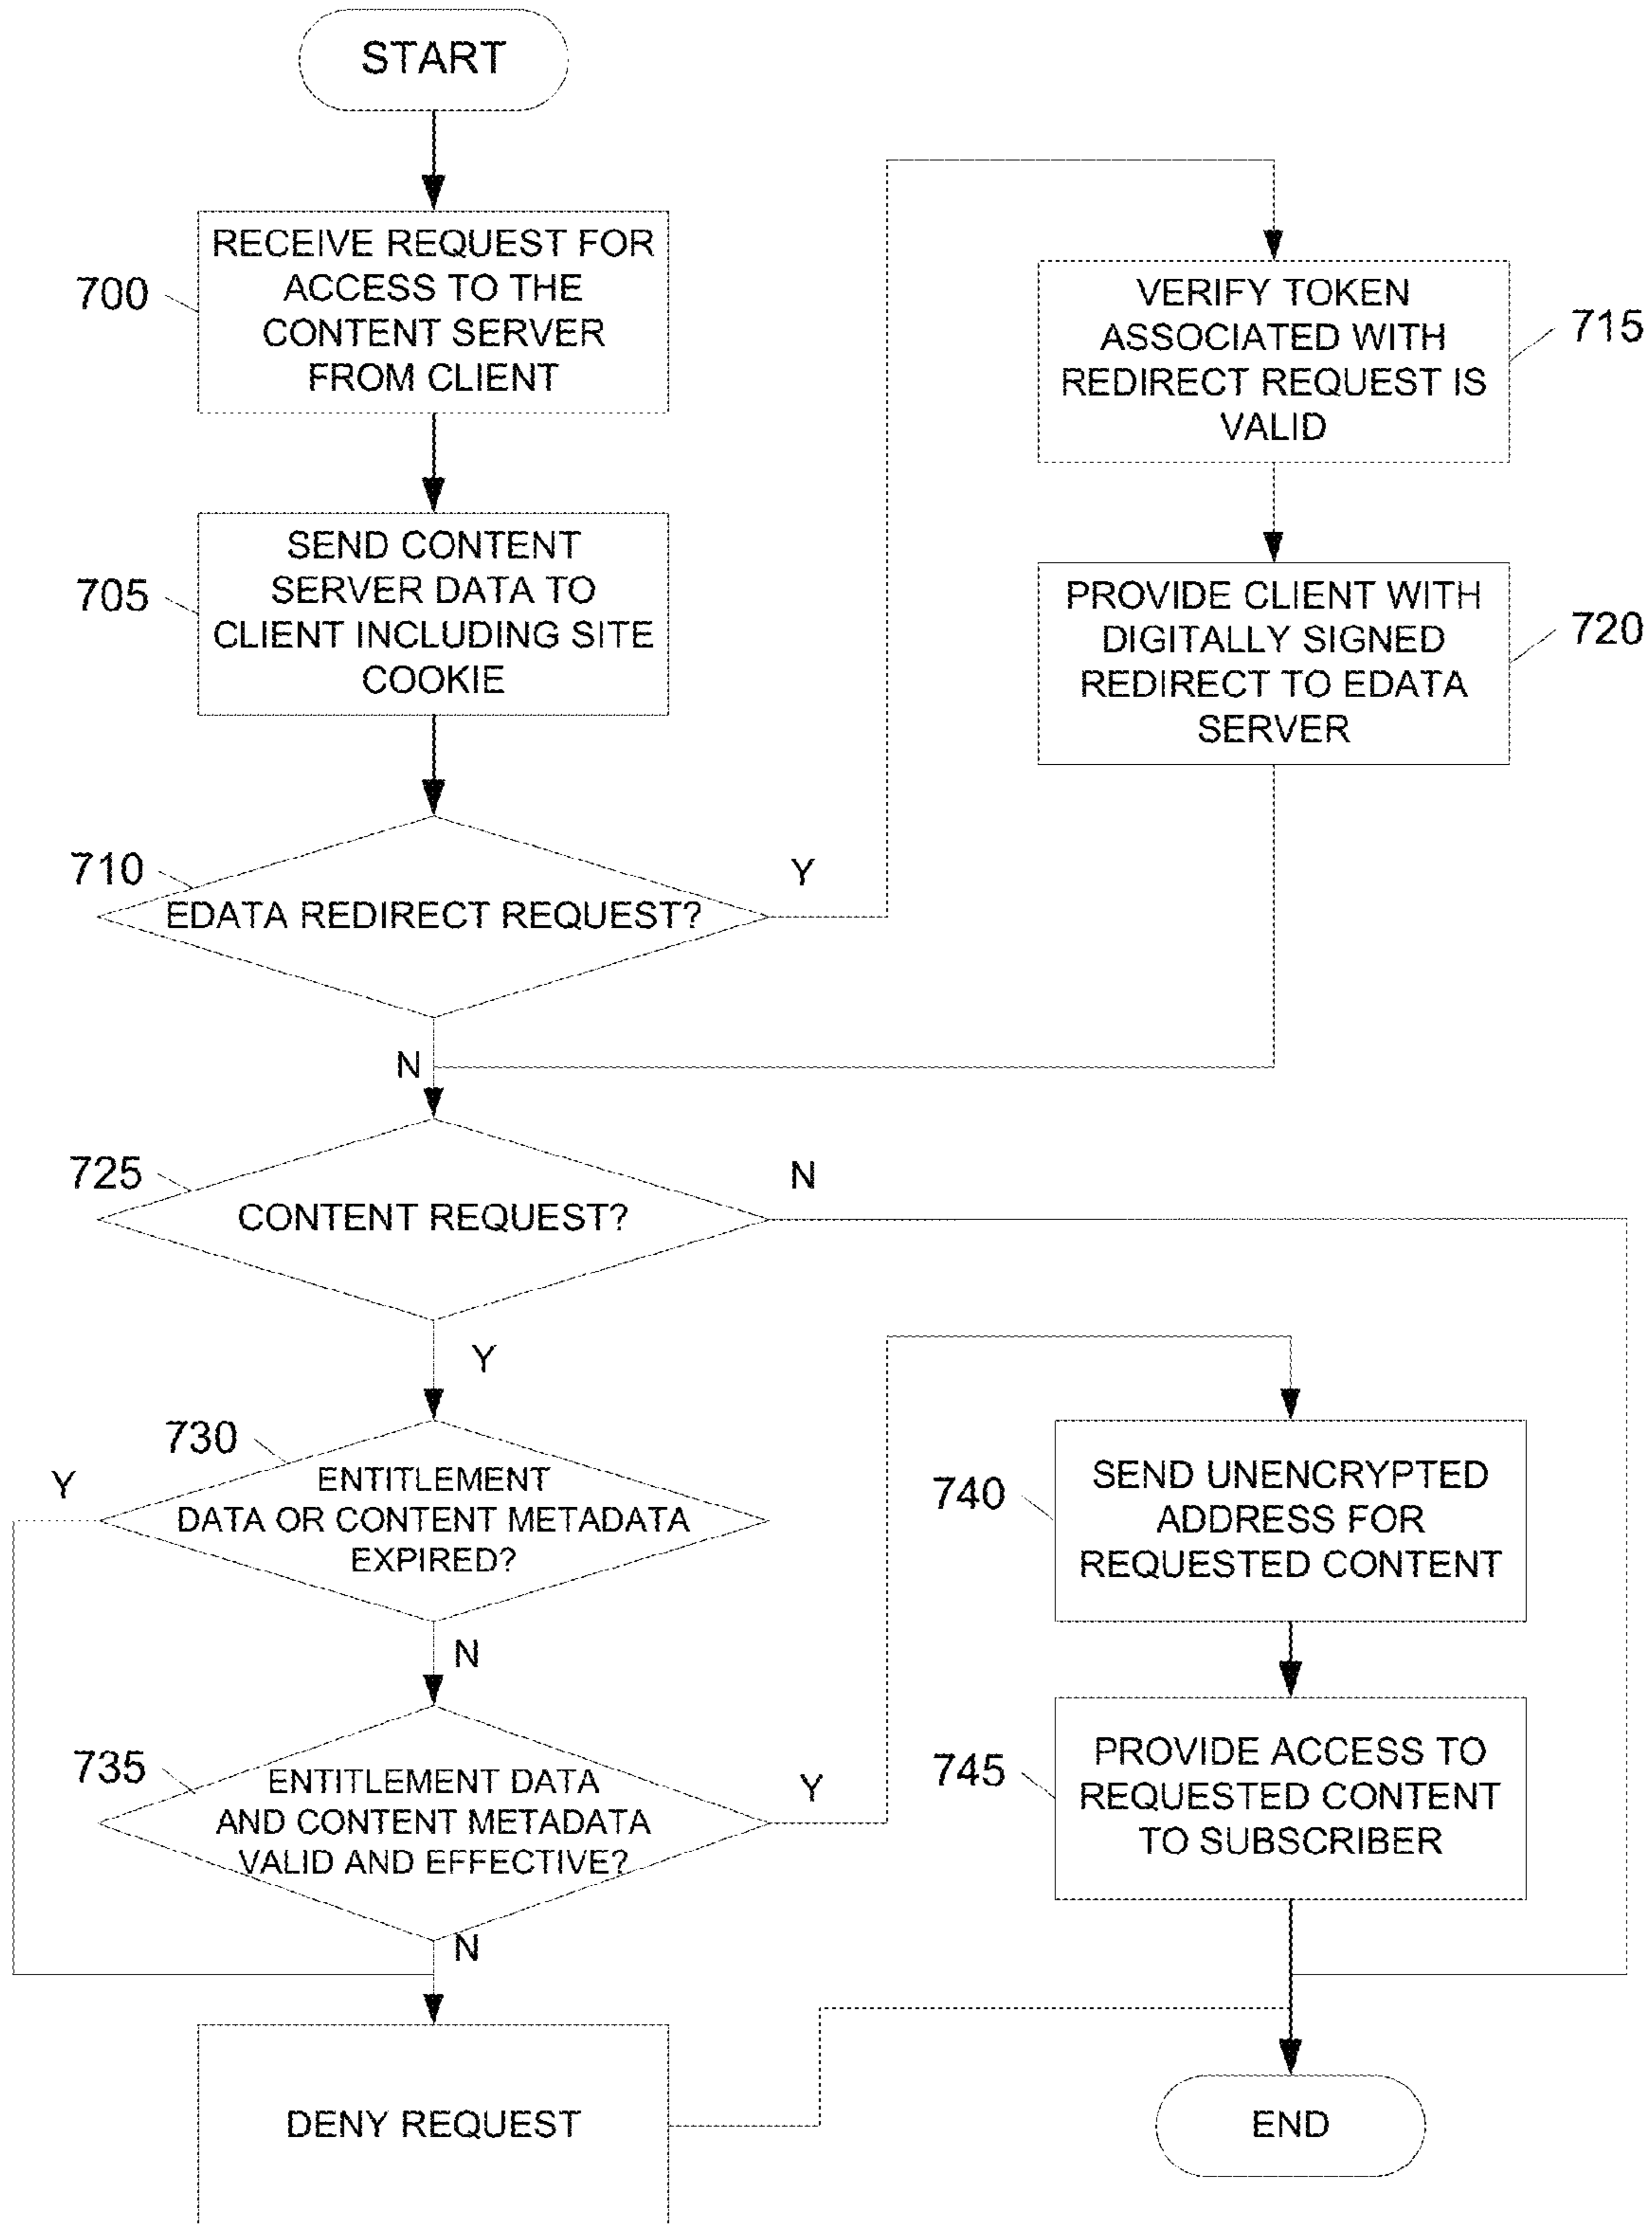 START
700
RECEIVE REQUEST FOR
ACCESS TO THE
CONTENT SERVER
FROM CLIENT
705
SEND CONTENT
SERVER DATA TO
CLIENT INCLUDING SITE
COOKIE
710
EDATA REDIRECT REQUEST?
Y
N
VERIFY TOKEN
ASSOCIATED WITH
REDIRECT REQUEST IS
VALID
715
PROVIDE CLIENT WITH
DIGITALLY SIGNED
REDIRECT TO EDATA
SERVER
720
725
CONTENT REQUEST?
N
Y
730
Y
ENTITLEMENT
DATA OR CONTENT METADATA
EXPIRED?
N
735
ENTITLEMENT DATA
AND CONTENT METADATA
VALID AND EFFECTIVE?
Y
N
740
SEND UNENCRYPTED
ADDRESS FOR
REQUESTED CONTENT
745
PROVIDE ACCESS TO
REQUESTED CONTENT
TO SUBSCRIBER
DENY REQUEST
END